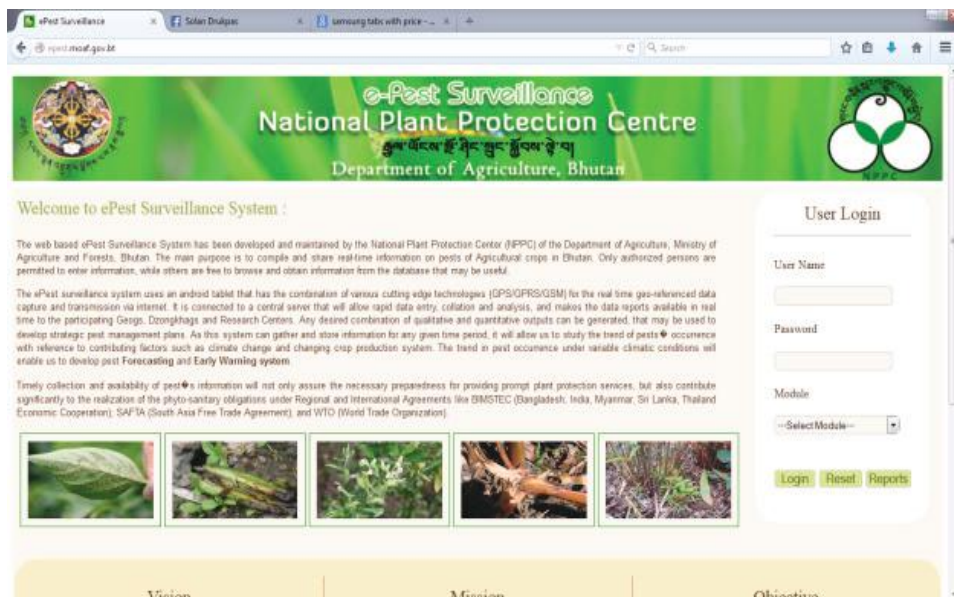 ePest Surveillance
Solan Drukpas
samsung tabs with price - ...
epest.moaf.gov.bt
Search
e-Pest Surveillance
National Plant Protection Centre
རྒྱལ་ཡོངས་རྩི་ཤིང་སྲུང་སྐྱོབས་ལྟེ་བ།
Department of Agriculture, Bhutan
NPPC
Welcome to ePest Surveillance System :
The web based ePest Surveillance System has been developed and maintained by the National Plant Protection Center (NPPC) of the Department of Agriculture, Ministry of
Agriculture and Forests, Bhutan. The main purpose is to compile and share real-time information on pests of Agricultural crops in Bhutan. Only authorized persons are
permitted to enter information, while others are free to browse and obtain information from the database that may be useful.
The ePest surveillance system uses an android tablet that has the combination of various cutting edge technologies (GPS/GPRS/GSM) for the real time geo-referenced data
capture and transmission via internet. It is connected to a central server that will allow rapid data entry, collation and analysis, and makes the data reports available in real
time to the participating Geogs, Dzongkhags and Research Centers. Any desired combination of qualitative and quantitative outputs can be generated, that may be used to
develop strategic pest management plans. As this system can gather and store information for any given time period, it will allow us to study the trend of pests� occurrence
with reference to contributing factors such as climate change and changing crop production system. The trend in pest occurrence under variable climatic conditions will
enable us to develop pest Forecasting and Early Warning system.
Timely collection and availability of pest�s information will not only assure the necessary preparedness for providing prompt plant protection services, but also contribute
significantly to the realization of the phyto-sanitary obligations under Regional and International Agreements like BIMSTEC (Bangladesh, India, Myanmar, Sri Lanka, Thailand
Economic Cooperation), SAFTA (South Asia Free Trade Agreement), and WTO (World Trade Organization).
User Login
User Name
Password
Module
---Select Module---
Login Reset Reports
Vision Mission Objective